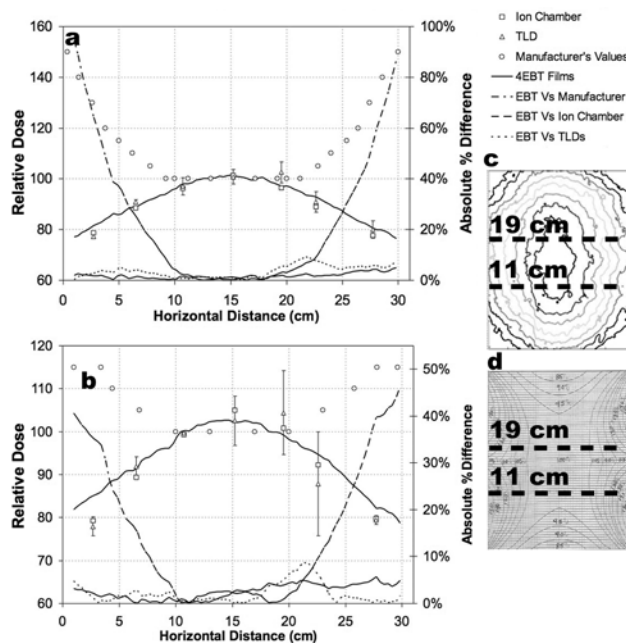 a
Relative Dose
160
140
120
100
80
60
100%
80%
60%
40%
20%
0%
Absolute % Difference
0 5 10 15 20 25 30
Horizontal Distance (cm)
Ion Chamber
TLD
Manufacturer's Values
4EBT Films
EBT Vs Manufacturer
EBT Vs Ion Chamber
EBT Vs TLDs
b
Relative Dose
120
110
100
90
80
70
60
50%
40%
30%
20%
10%
0%
Absolute % Difference
0 5 10 15 20 25 30
Horizontal Distance (cm)
c
19 cm
11 cm
d
19 cm
11 cm